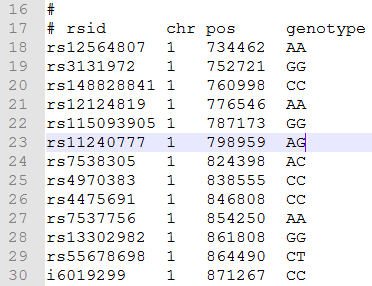 16 #
17 # rsid chr pos genotype
18 rs12564807 1 734462 AA
19 rs3131972 1 752721 GG
20 rs148828841 1 760998 CC
21 rs12124819 1 776546 AA
22 rs115093905 1 787173 GG
23 rs11240777 1 798959 AG
24 rs7538305 1 824398 AC
25 rs4970383 1 838555 CC
26 rs4475691 1 846808 CC
27 rs7537756 1 854250 AA
28 rs13302982 1 861808 GG
29 rs55678698 1 864490 CT
30 i6019299 1 871267 CC